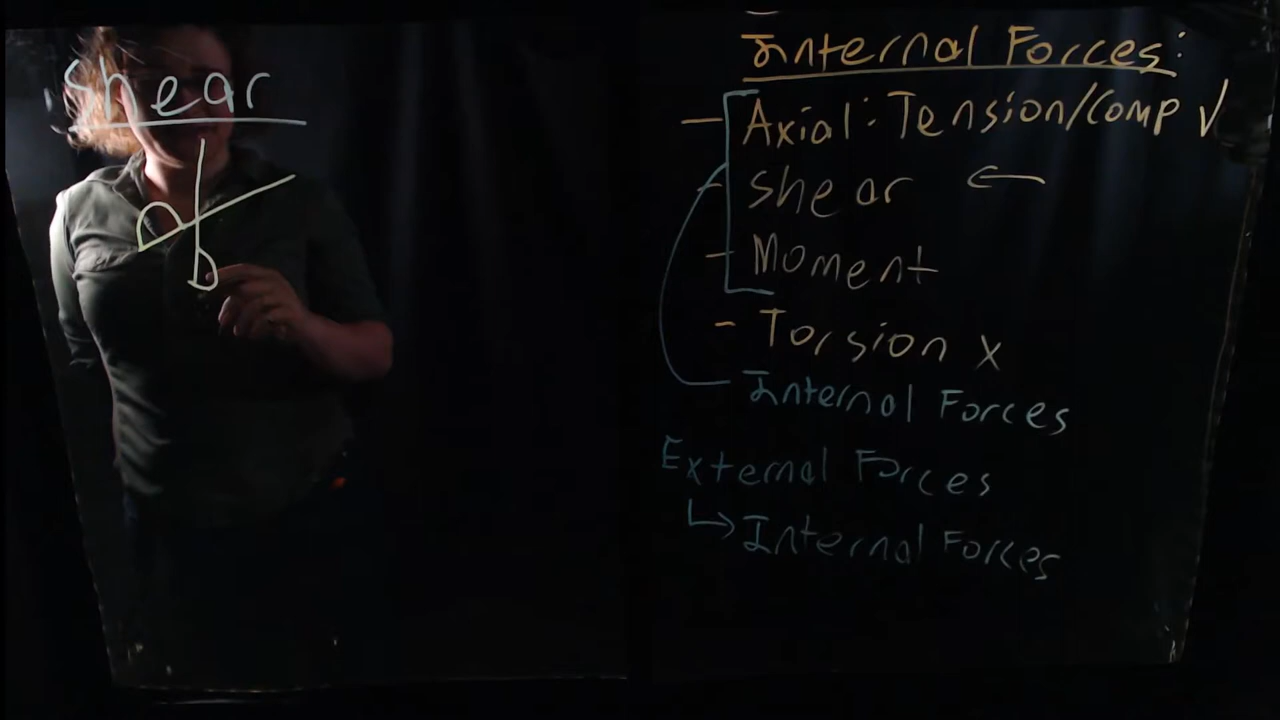 shear
Internal Forces:
- Axial: Tension/Comp ✓
- shear ←
- Moment
- Torsion x
Internal Forces
External Forces
↳ Internal Forces